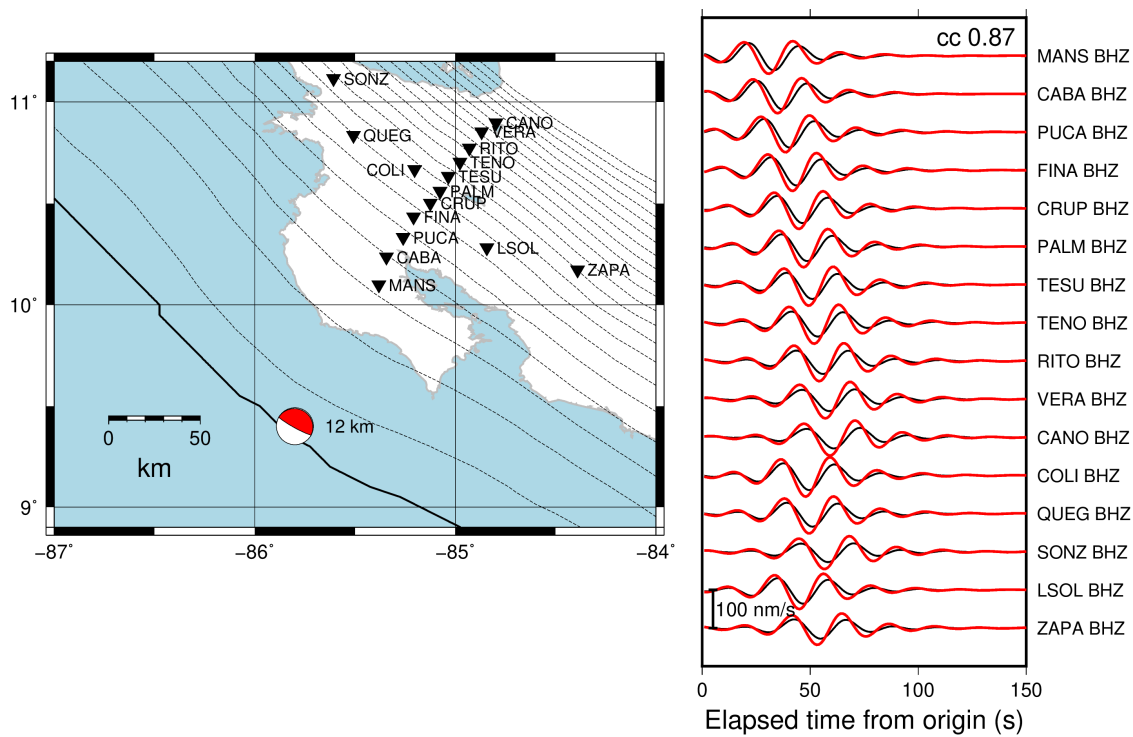 cc 0.87
11°
10°
9°
−87°
−86°
−85°
−84°
SONZ
CANO
VERA
QUEG
RITO
TENO
COLI
TESU
PALM
CRUP
FINA
PUCA
LSOL
CABA
ZAPA
MANS
12 km
0 50
km
MANS BHZ
CABA BHZ
PUCA BHZ
FINA BHZ
CRUP BHZ
PALM BHZ
TESU BHZ
TENO BHZ
RITO BHZ
VERA BHZ
CANO BHZ
COLI BHZ
QUEG BHZ
SONZ BHZ
LSOL BHZ
100 nm/s
ZAPA BHZ
0 50 100 150
Elapsed time from origin (s)